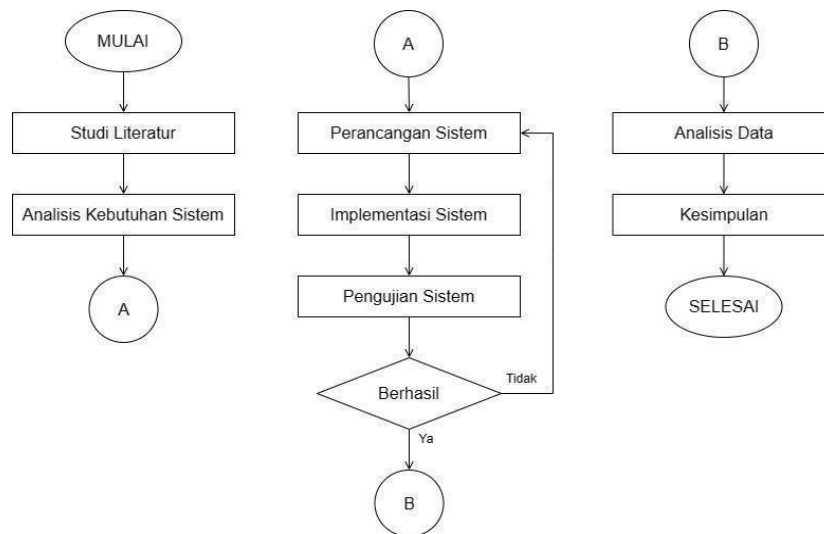 MULAI
Studi Literatur
Analisis Kebutuhan Sistem
A
A
Perancangan Sistem
Implementasi Sistem
Pengujian Sistem
Berhasil
Tidak
Ya
B
B
Analisis Data
Kesimpulan
SELESAI